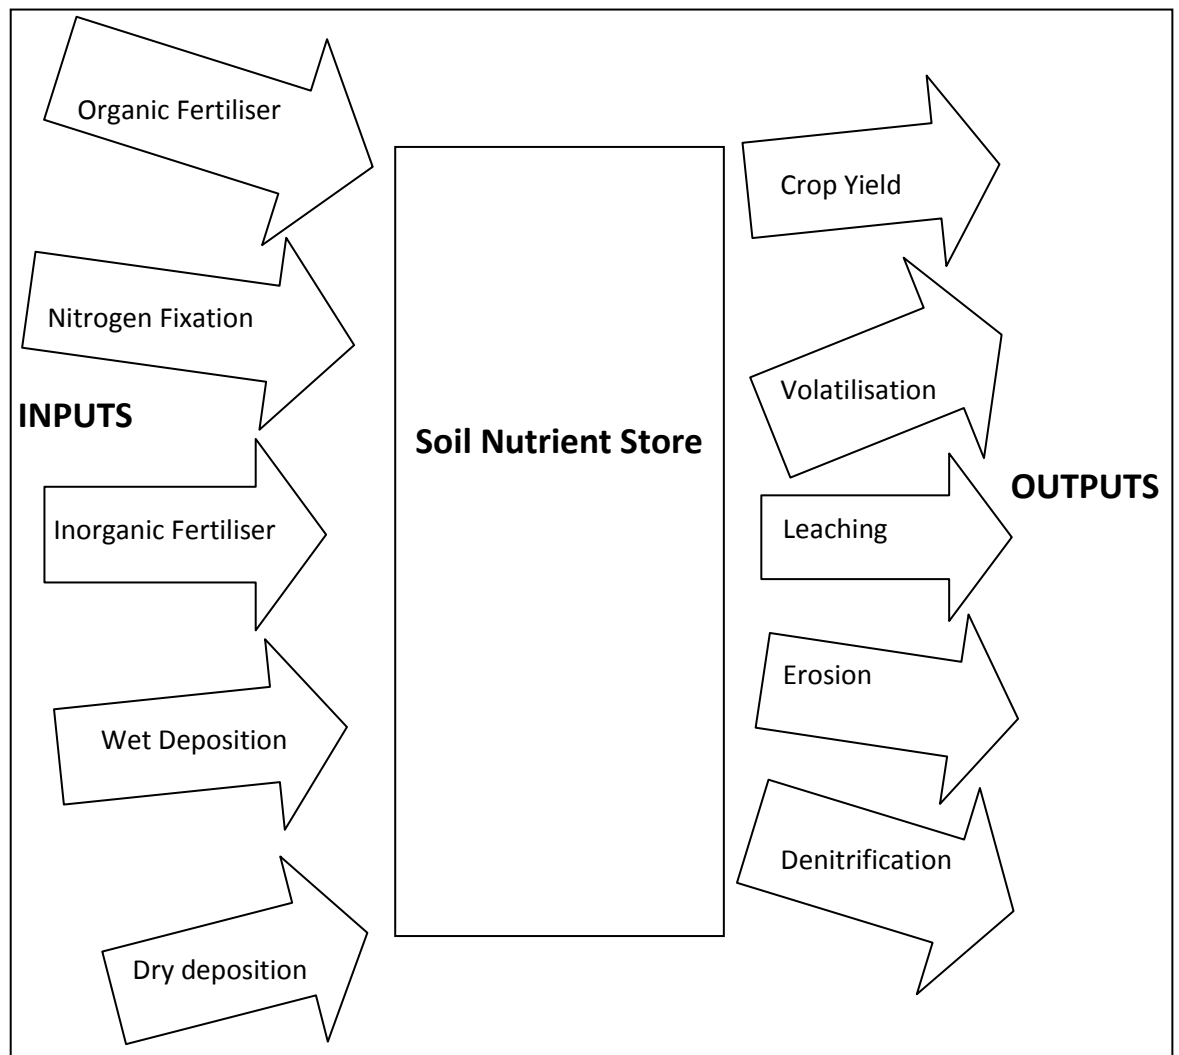 Organic Fertiliser
Nitrogen Fixation
INPUTS
Inorganic Fertiliser
Wet Deposition
Dry deposition
Soil Nutrient Store
Crop Yield
Volatilisation
OUTPUTS
Leaching
Erosion
Denitrification